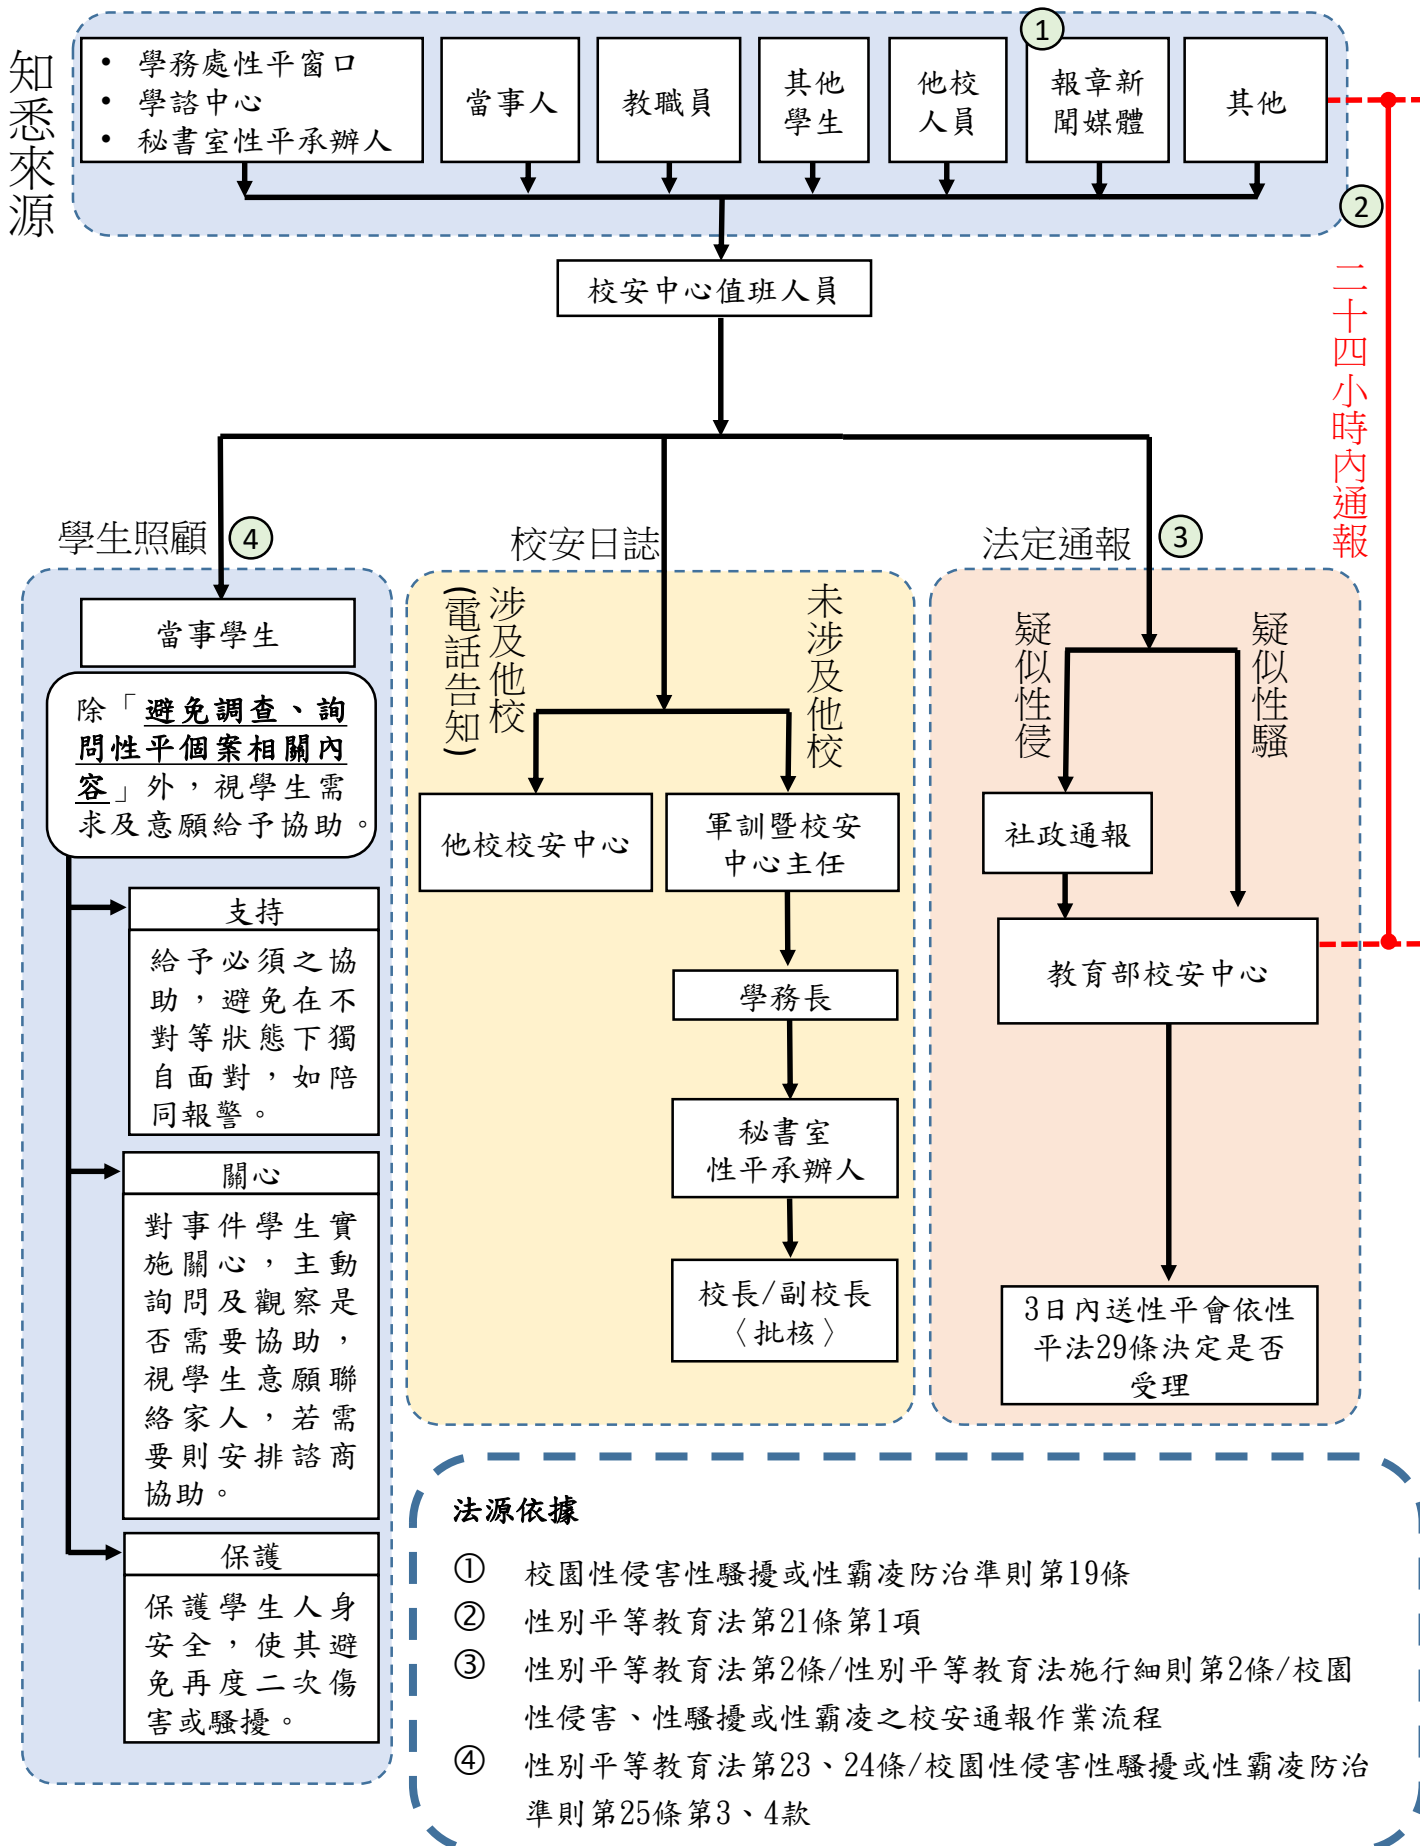 知悉來源
• 學務處性平窗口
• 學諮中心
• 秘書室性平承辦人
當事人
教職員
其他
學生
他校
人員
①
報章新
聞媒體
其他
②
二十四小時內通報
校安中心值班人員
學生照顧
④
校安日誌
法定通報
③
當事學生
除「避免調查、詢
問性平個案相關內
容」外，視學生需
求及意願給予協助。
支持
給予必須之協
助，避免在不
對等狀態下獨
自面對，如陪
同報警。
關心
對事件學生實
施關心，主動
詢問及觀察是
否需要協助，
視學生意願聯
絡家人，若需
要則安排諮商
協助。
保護
保護學生人身
安全，使其避
免再度二次傷
害或騷擾。
涉及他校
(電話告知)
未涉及他校
他校校安中心
軍訓暨校安
中心主任
學務長
秘書室
性平承辦人
校長/副校長
〈批核〉
疑似性侵
疑似性騷
社政通報
教育部校安中心
3日內送性平會依性
平法29條決定是否
受理
法源依據
① 校園性侵害性騷擾或性霸凌防治準則第19條
② 性別平等教育法第21條第1項
③ 性別平等教育法第2條/性別平等教育法施行細則第2條/校園
性侵害、性騷擾或性霸凌之校安通報作業流程
④ 性別平等教育法第23、24條/校園性侵害性騷擾或性霸凌防治
準則第25條第3、4款